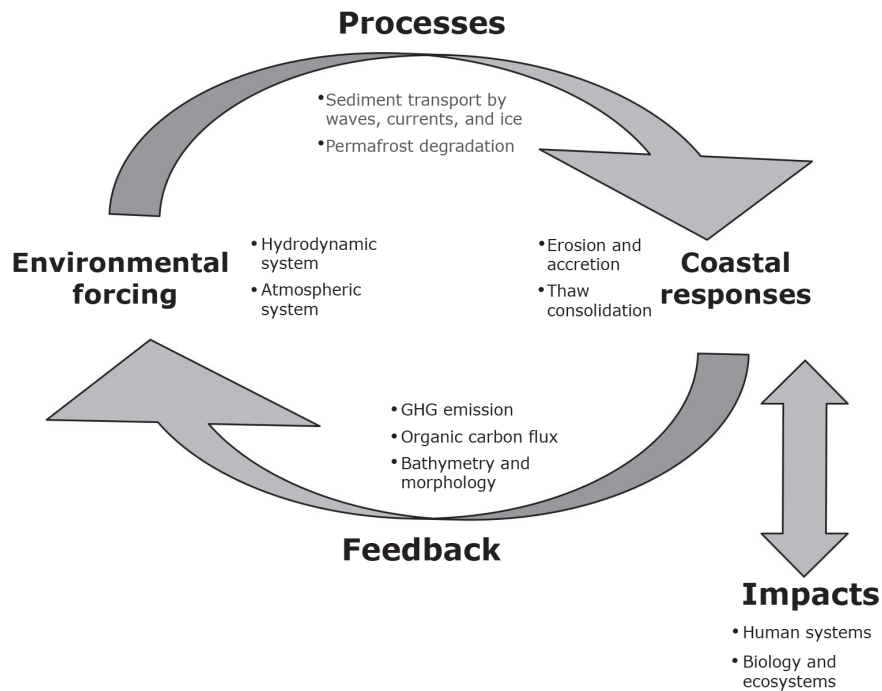 Processes
•Sediment transport by
waves, currents, and ice
•Permafrost degradation
Environmental
forcing
•Hydrodynamic
system
•Atmospheric
system
•Erosion and
accretion
•Thaw
consolidation
Coastal
responses
•GHG emission
•Organic carbon flux
•Bathymetry and
morphology
Feedback
Impacts
•Human systems
•Biology and
ecosystems